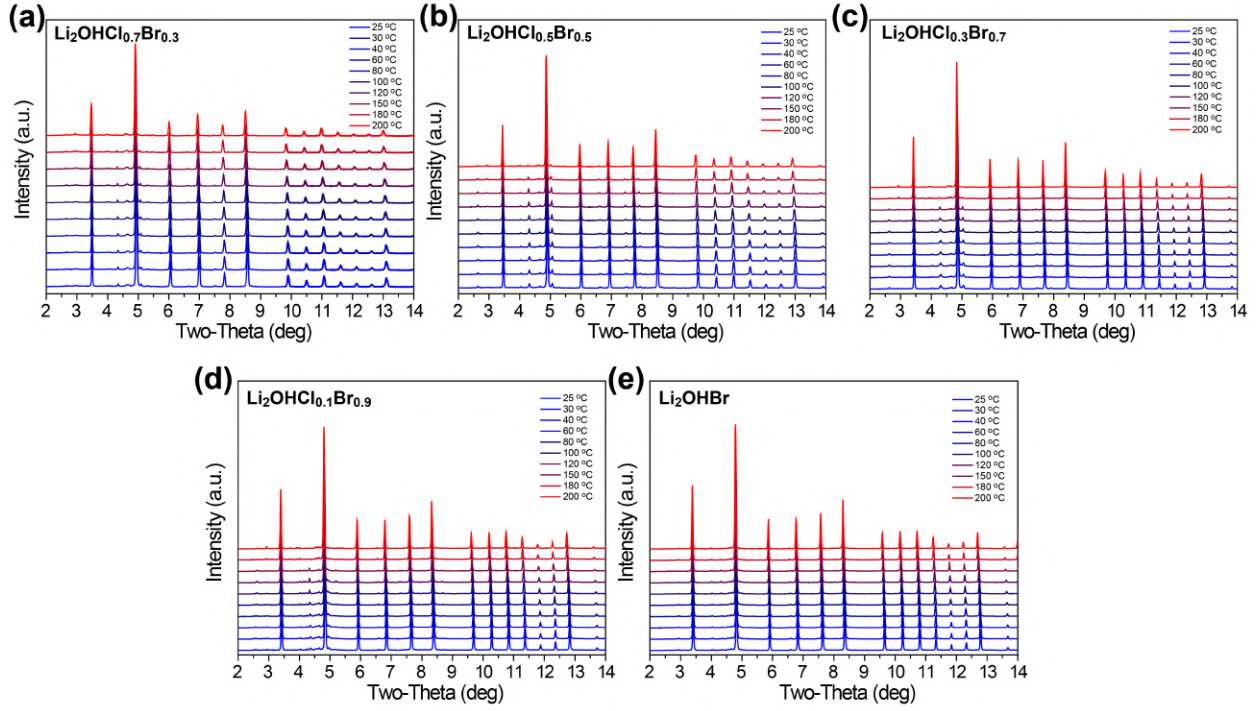 (a)
Li2OHCl0.7Br0.3
25 ºC
30 ºC
40 ºC
60 ºC
80 ºC
100 ºC
120 ºC
150 ºC
180 ºC
200 ºC
Intensity (a.u.)
2 3 4 5 6 7 8 9 10 11 12 13 14
Two-Theta (deg)
(b)
Li2OHCl0.5Br0.5
25 ºC
30 ºC
40 ºC
60 ºC
80 ºC
100 ºC
120 ºC
150 ºC
180 ºC
200 ºC
Intensity (a.u.)
2 3 4 5 6 7 8 9 10 11 12 13 14
Two-Theta (deg)
(c)
Li2OHCl0.3Br0.7
25 ºC
30 ºC
40 ºC
60 ºC
80 ºC
100 ºC
120 ºC
150 ºC
180 ºC
200 ºC
Intensity (a.u.)
2 3 4 5 6 7 8 9 10 11 12 13 14
Two-Theta (deg)
(d)
Li2OHCl0.1Br0.9
25 ºC
30 ºC
40 ºC
60 ºC
80 ºC
100 ºC
120 ºC
150 ºC
180 ºC
200 ºC
Intensity (a.u.)
2 3 4 5 6 7 8 9 10 11 12 13 14
Two-Theta (deg)
(e)
Li2OHBr
25 ºC
30 ºC
40 ºC
60 ºC
80 ºC
100 ºC
120 ºC
150 ºC
180 ºC
200 ºC
Intensity (a.u.)
2 3 4 5 6 7 8 9 10 11 12 13 14
Two-Theta (deg)